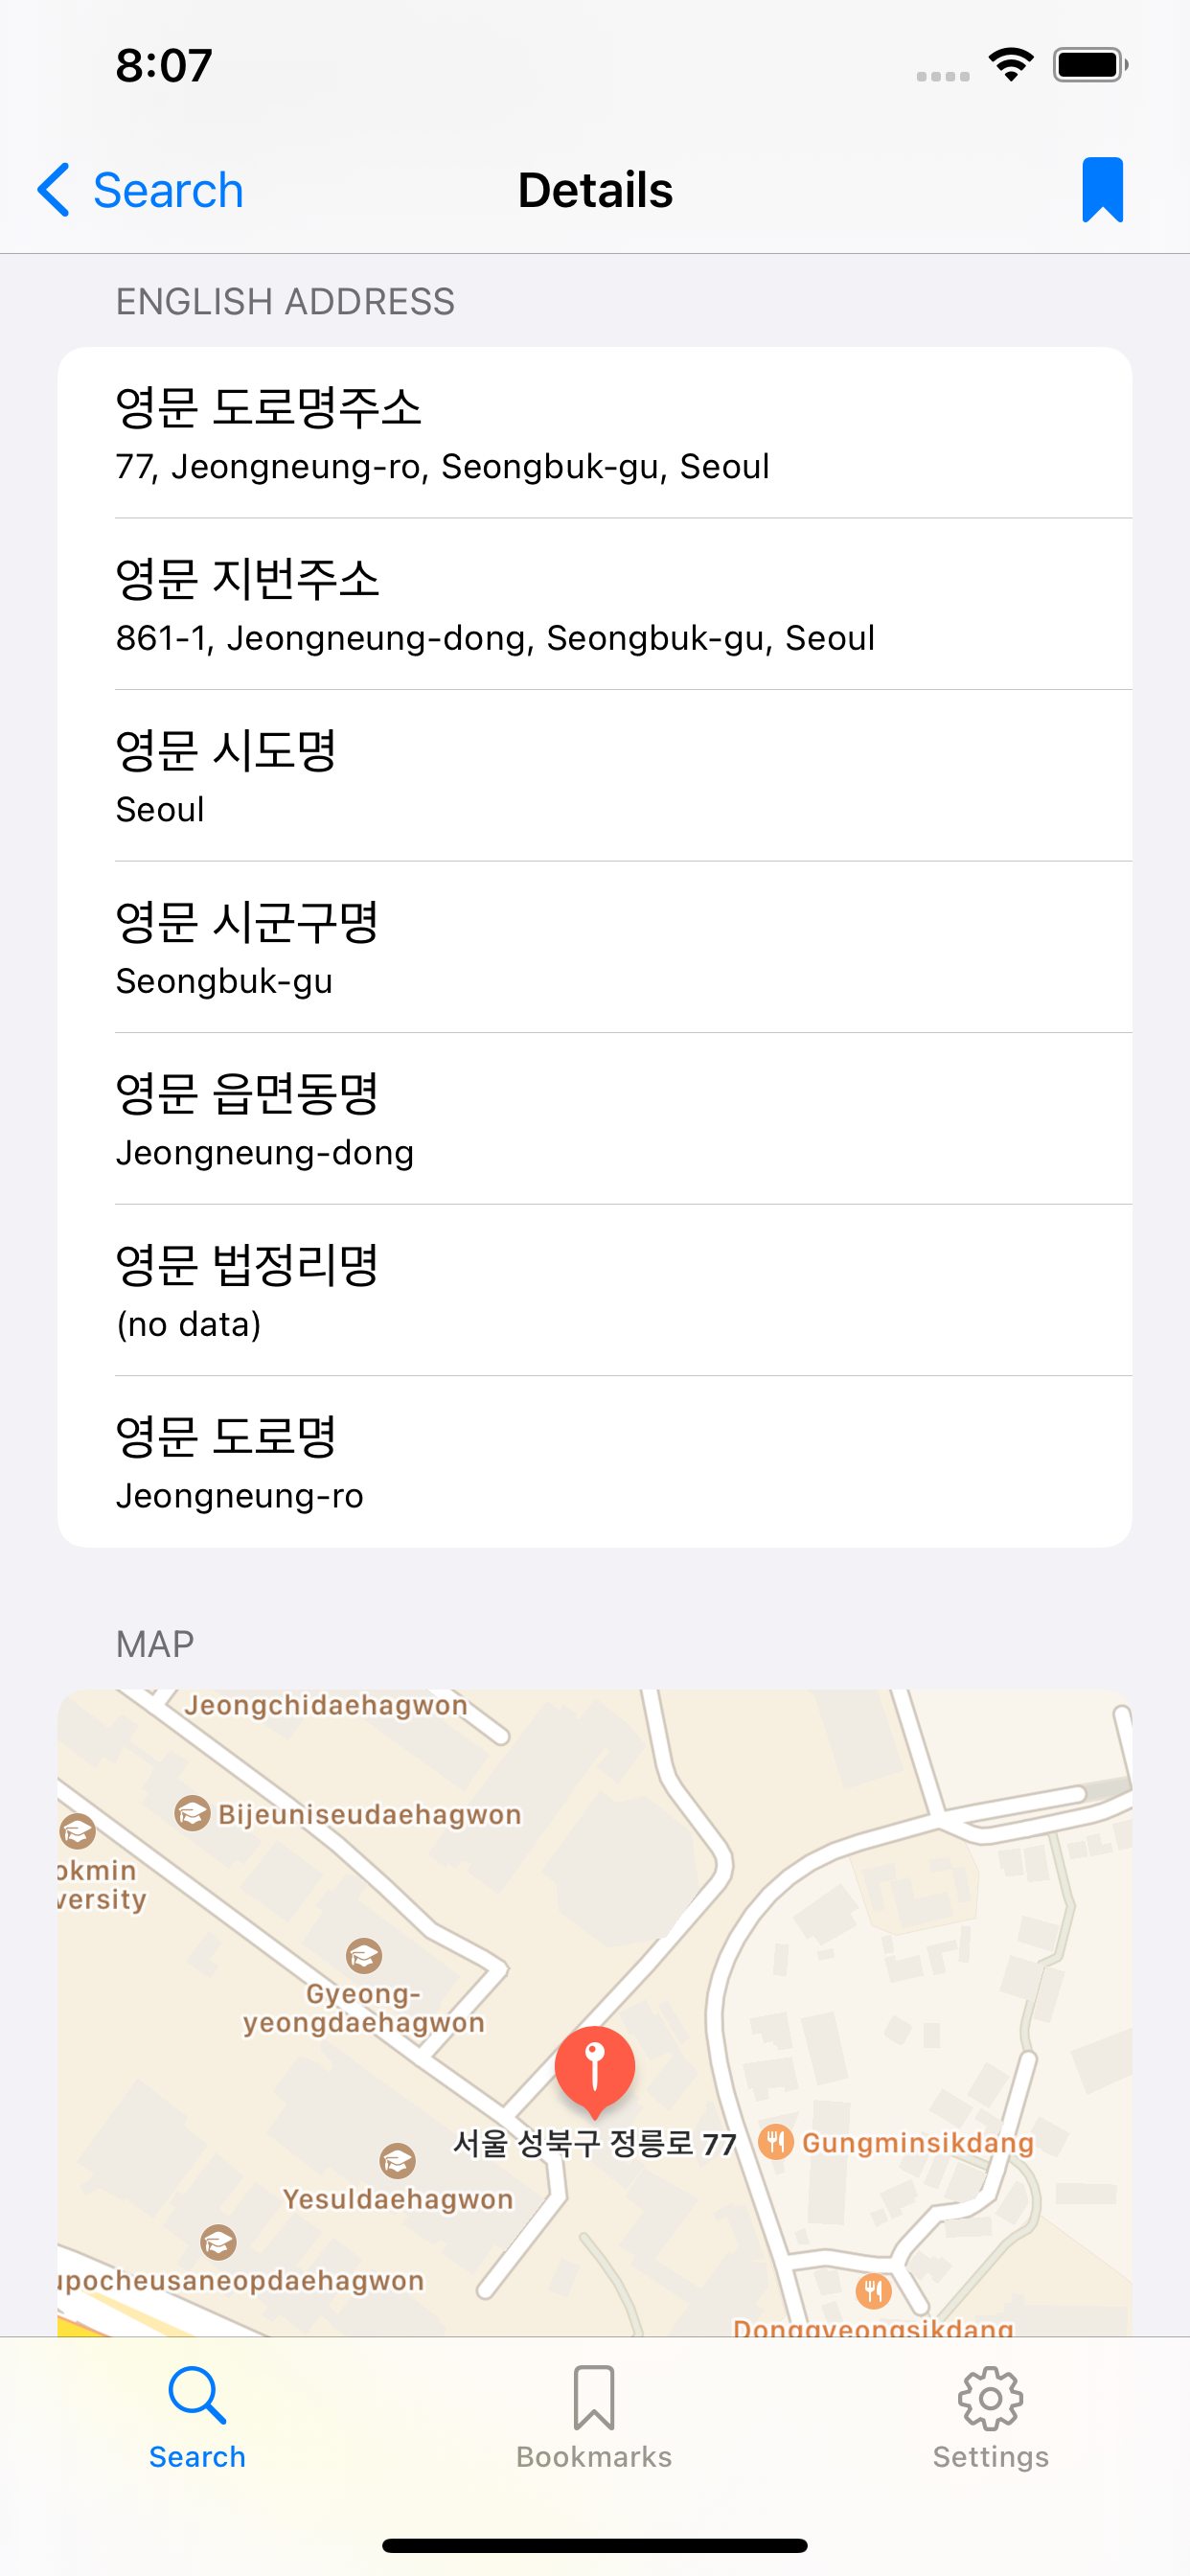 8:07
Search
Details
ENGLISH ADDRESS
영문 도로명주소
77, Jeongneung-ro, Seongbuk-gu, Seoul
영문 지번주소
861-1, Jeongneung-dong, Seongbuk-gu, Seoul
영문 시도명
Seoul
영문 시군구명
Seongbuk-gu
영문 읍면동명
Jeongneung-dong
영문 법정리명
(no data)
영문 도로명
Jeongneung-ro
MAP
Jeongchidaehagwon
Bijeuniseudaehagwon
okmin
versity
Gyeong-
yeongdaehagwon
서울 성북구 정릉로 77
Gungminsikdang
Yesuldaehagwon
upocheusaneopdaehagwon
Donggyeongsikdang
Search
Bookmarks
Settings